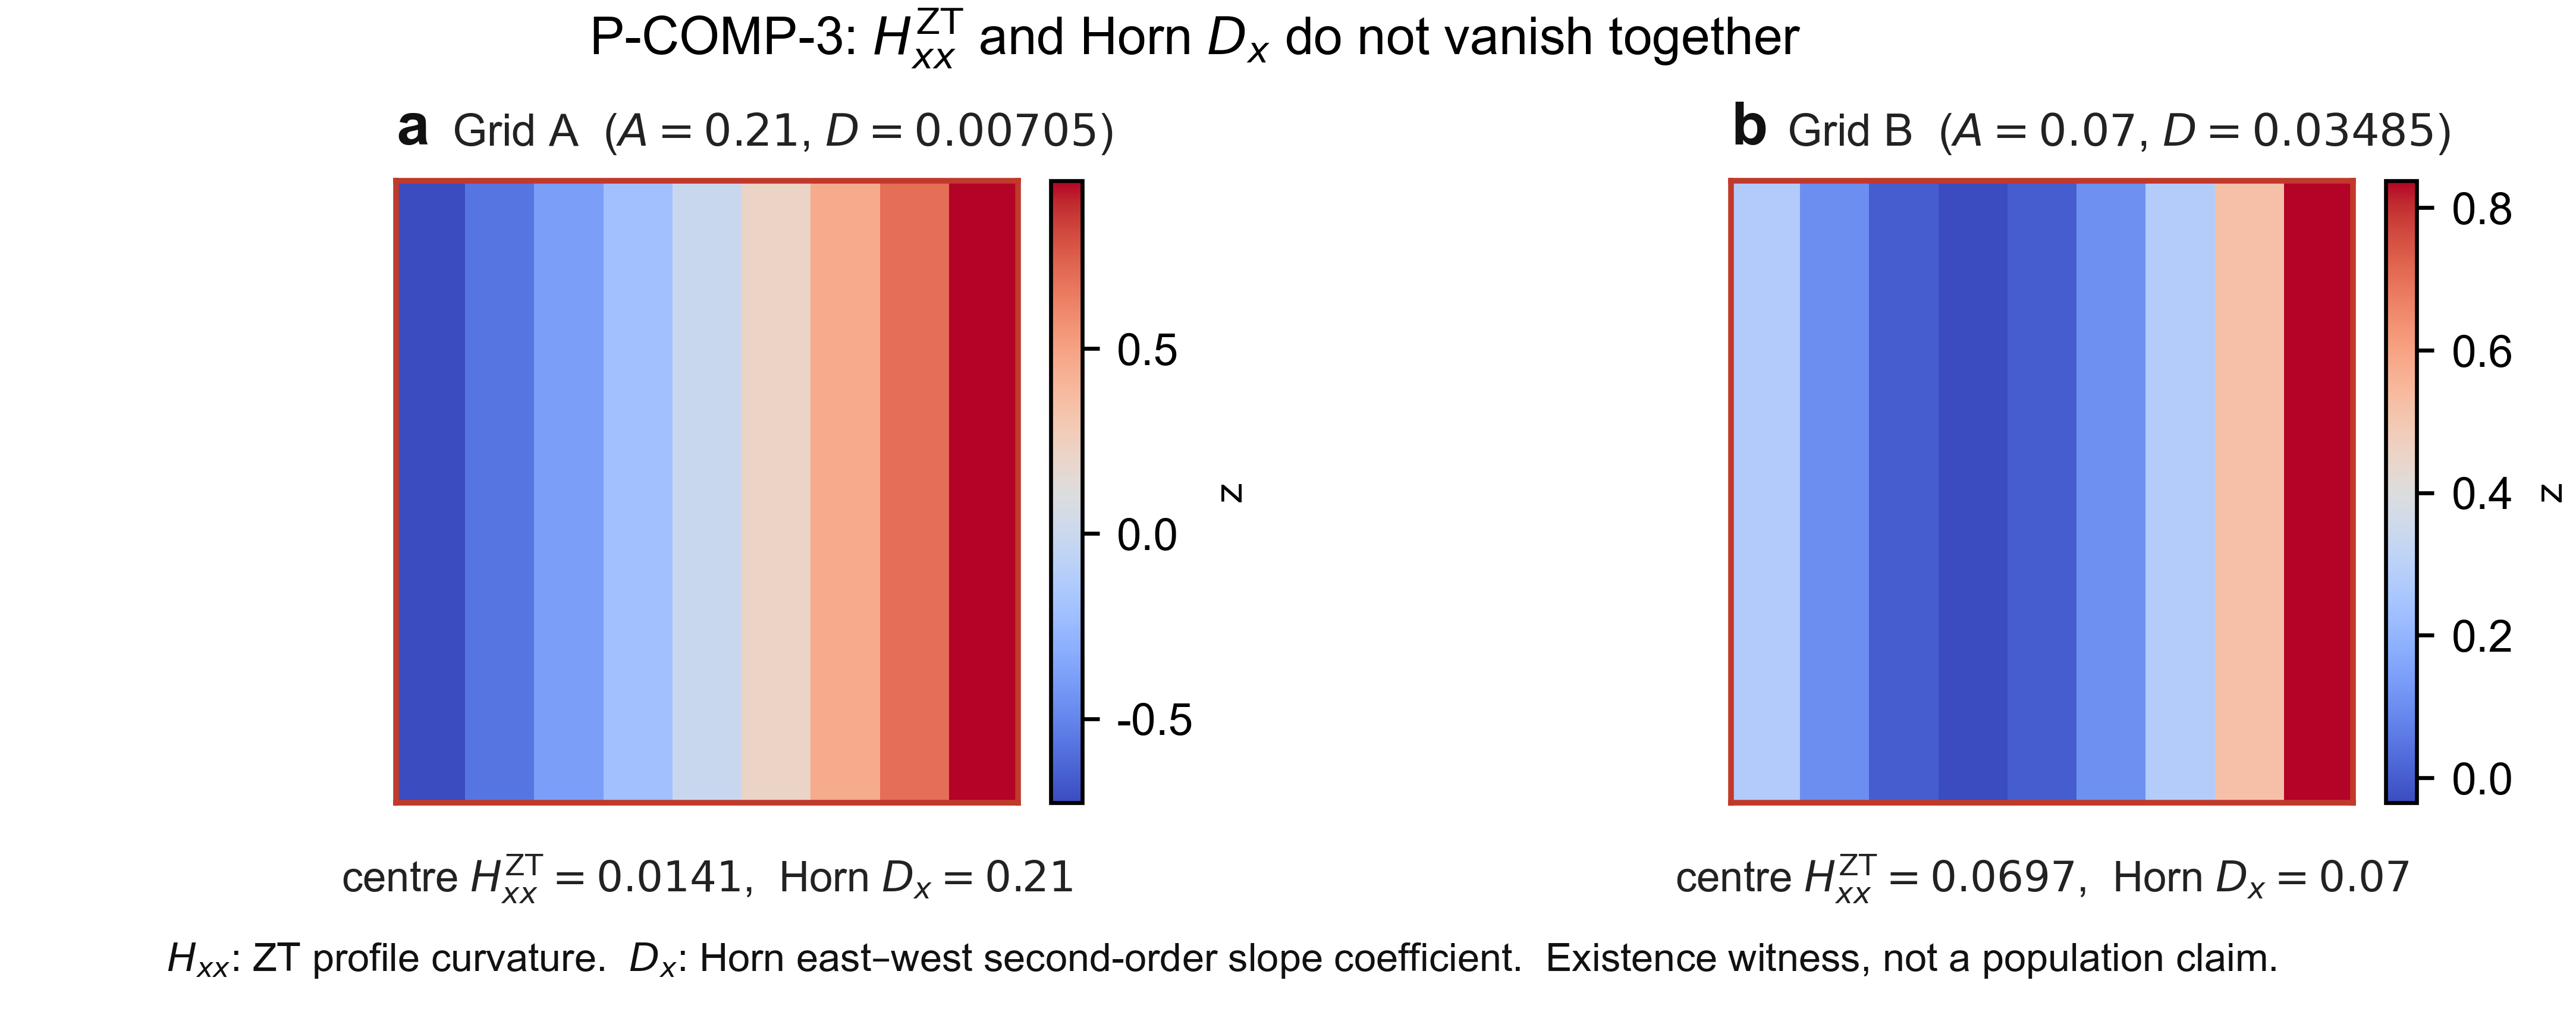 P-COMP-3: H_xx^ZT and Horn D_x do not vanish together
a Grid A (A = 0.21, D = 0.00705)
b Grid B (A = 0.07, D = 0.03485)
0.5
0.0
-0.5
z
0.8
0.6
0.4
0.2
0.0
z
centre H_xx^ZT = 0.0141, Horn D_x = 0.21
centre H_xx^ZT = 0.0697, Horn D_x = 0.07
H_xx: ZT profile curvature. D_x: Horn east–west second-order slope coefficient. Existence witness, not a population claim.